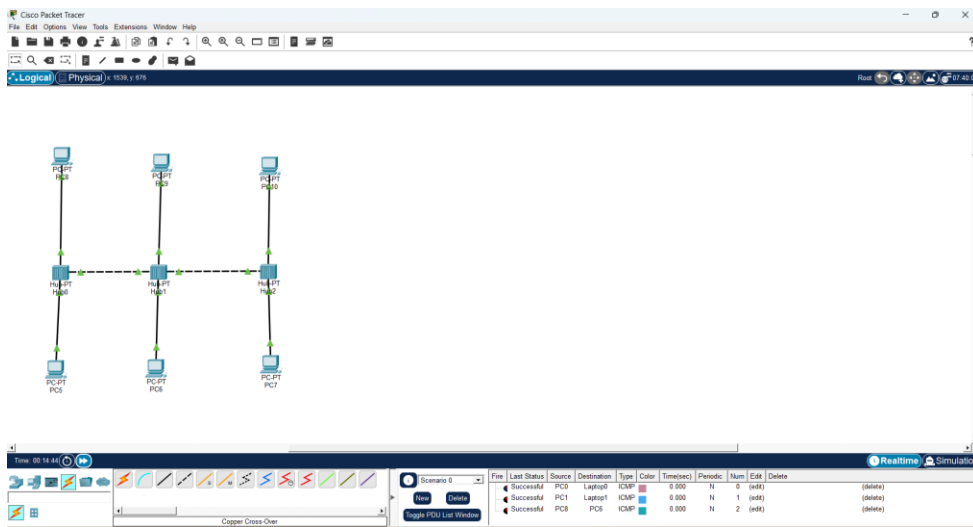 Cisco Packet Tracer
File Edit Options View Tools Extensions Window Help
Logical Physical x: 1539, y: 676 Root 07:40:0
PC-PT
PC8
PC-PT
PC9
PC-PT
PC10
Hub-PT
Hub0
Hub-PT
Hub1
Hub-PT
Hub2
PC-PT
PC5
PC-PT
PC6
PC-PT
PC7
Time: 00:14:44 Realtime Simulatio
Scenario 0
New Delete
Toggle PDU List Window
Fire Last Status Source Destination Type Color Time(sec) Periodic Num Edit Delete
Successful PC0 Laptop0 ICMP 0.000 N 0 (edit) (delete)
Successful PC1 Laptop1 ICMP 0.000 N 1 (edit) (delete)
Successful PC8 PC6 ICMP 0.000 N 2 (edit) (delete)
Copper Cross-Over